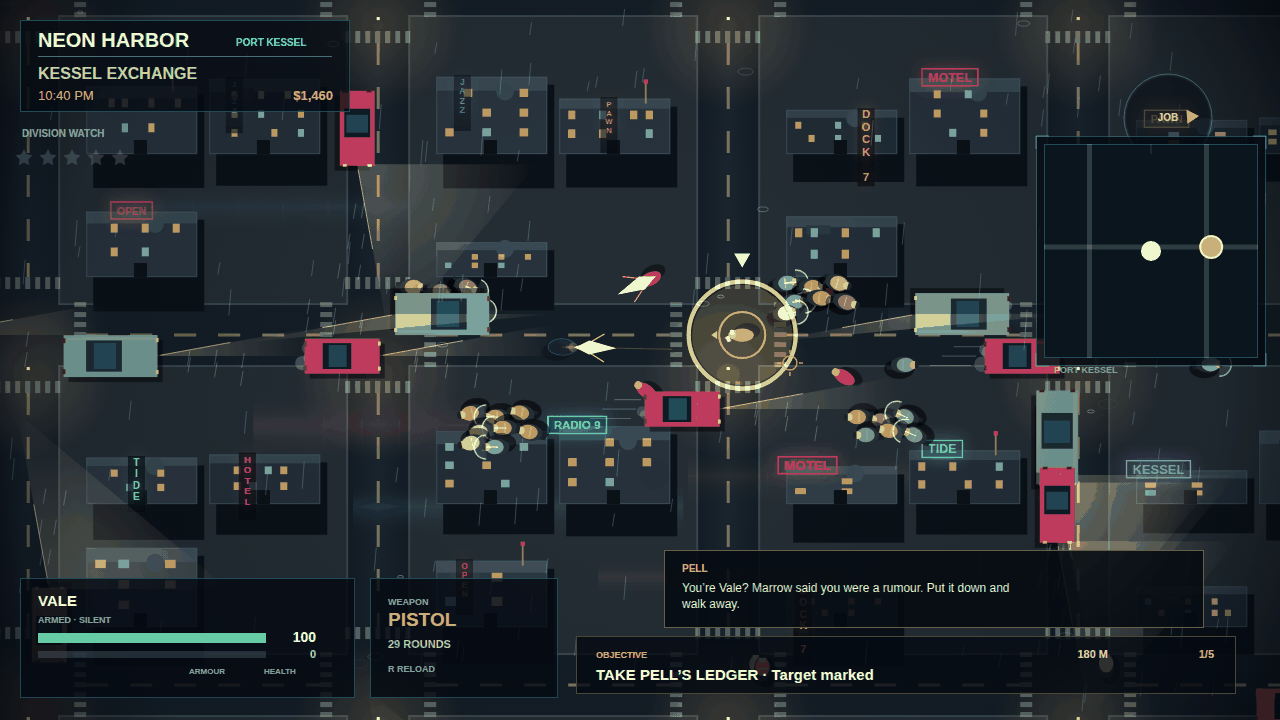 NEON HARBOR PORT KESSEL
KESSEL EXCHANGE
10:40 PM $1,460
DIVISION WATCH
JAZZ
PAWN
DOCK 7
MOTEL
JOB
PORT KESSEL
OPEN
RADIO 9
TIDE
HOTEL
MOTEL
TIDE
KESSEL
VALE
ARMED · SILENT
100
0
ARMOUR HEALTH
WEAPON
PISTOL
29 ROUNDS
R RELOAD
PELL
You’re Vale? Marrow said you were a rumour. Put it down and
walk away.
OBJECTIVE 180 M 1/5
TAKE PELL’S LEDGER · Target marked